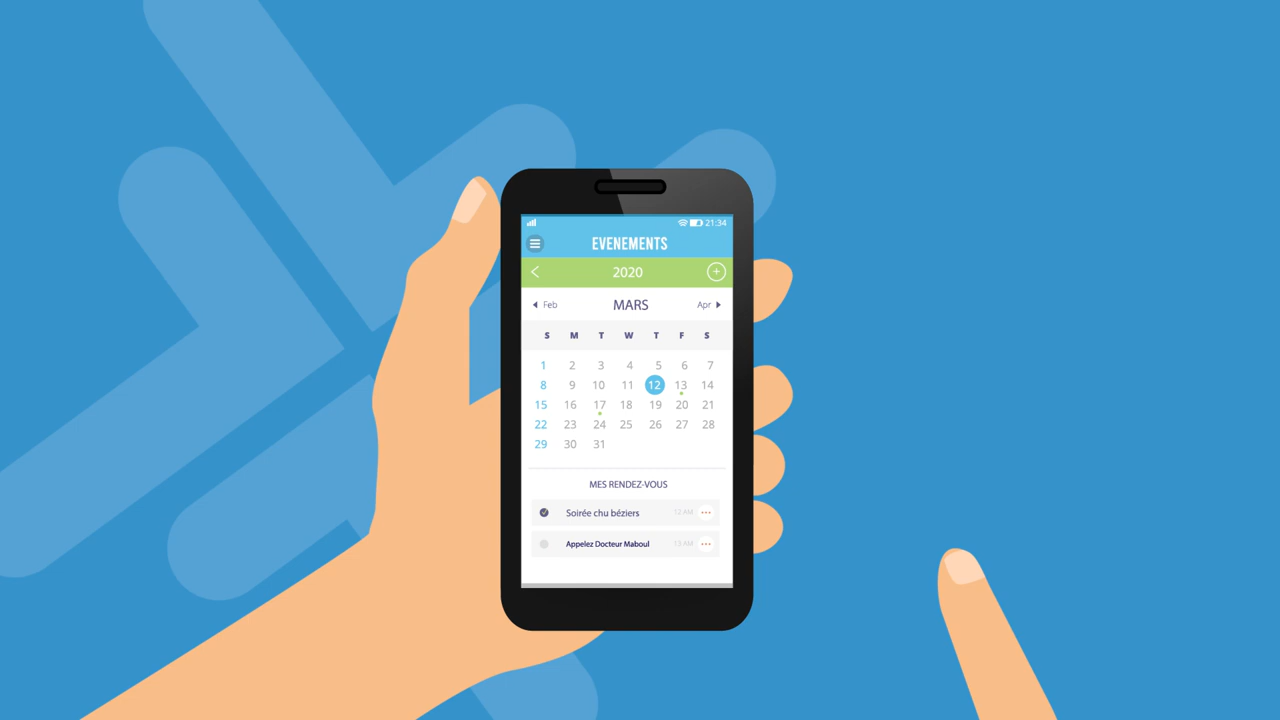 21:34
EVENEMENTS
2020
Feb MARS Apr
S M T W T F S
1 2 3 4 5 6 7
8 9 10 11 12 13 14
15 16 17 18 19 20 21
22 23 24 25 26 27 28
29 30 31
MES RENDEZ-VOUS
Soirée chu béziers 12 AM
Appelez Docteur Maboul 15 AM